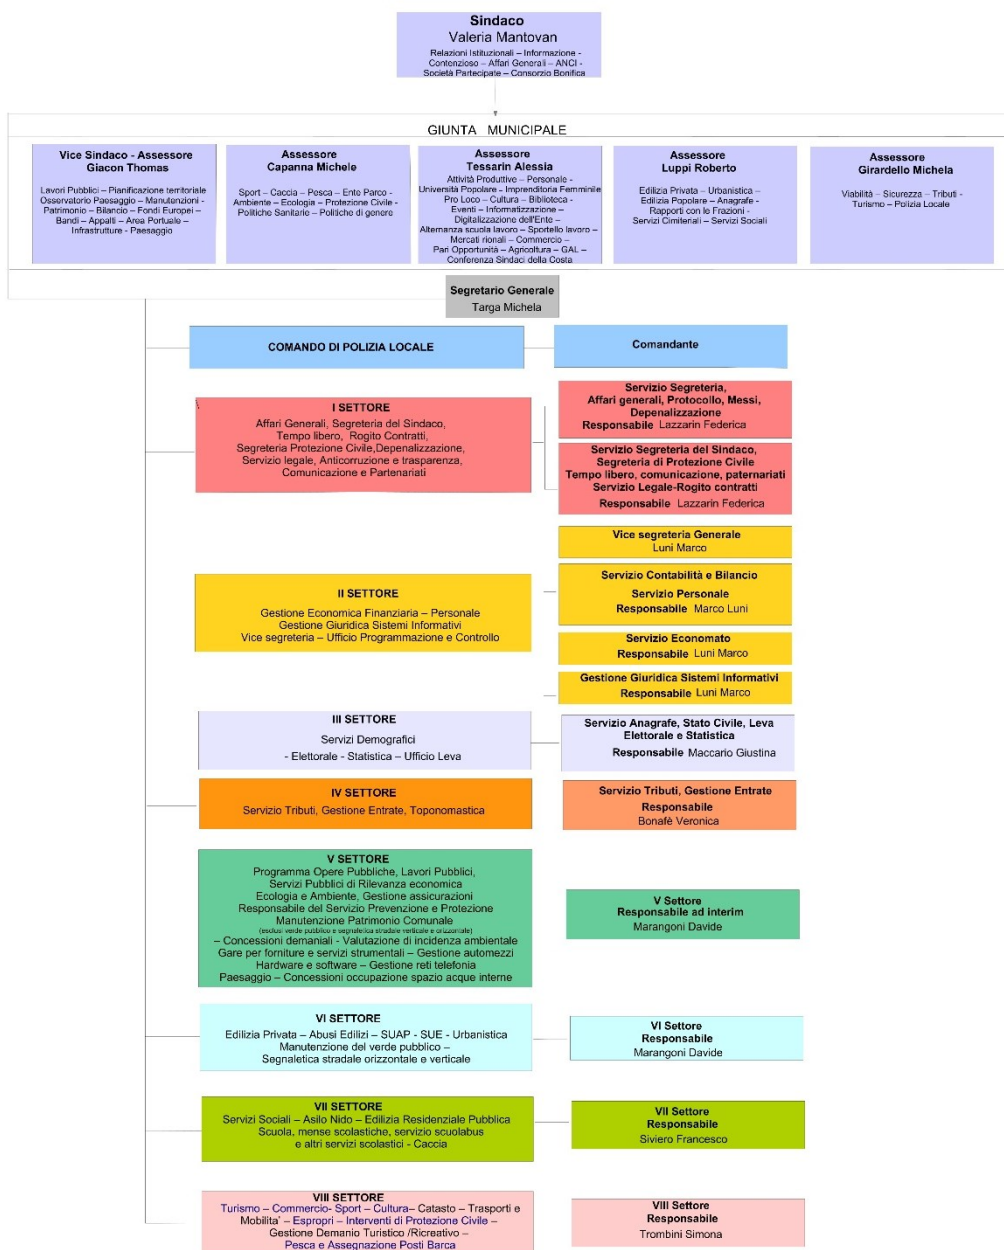 Sindaco
Valeria Mantovan
Relazioni Istituzionali – Informazione -
Contenzioso – Affari Generali – ANCI -
Società Partecipate – Consorzio Bonifica
GIUNTA MUNICIPALE
Vice Sindaco - Assessore
Giacon Thomas
Lavori Pubblici – Pianificazione territoriale
Osservatorio Paesaggio – Manutenzioni -
Patrimonio – Bilancio – Fondi Europei –
Bandi – Appalti – Area Portuale –
Infrastrutture - Paesaggio
Assessore
Capanna Michele
Sport – Caccia – Pesca – Ente Parco -
Ambiente – Ecologia – Protezione Civile -
Politiche Sanitarie – Politiche di genere
Assessore
Tessarin Alessia
Attività Produttive – Personale -
Università Popolare - Imprenditoria Femminile
Pro Loco – Cultura – Biblioteca -
Eventi – Informatizzazione –
Digitalizzazione dell'Ente –
Alternanza scuola lavoro – Sportello lavoro –
Mercati rionali – Commercio –
Pari Opportunità – Agricoltura – GAL –
Conferenza Sindaci della Costa
Assessore
Luppi Roberto
Edilizia Privata – Urbanistica –
Edilizia Popolare – Anagrafe -
Rapporti con le Frazioni -
Servizi Cimiteriali – Servizi Sociali
Assessore
Girardello Michela
Viabilità – Sicurezza – Tributi -
Turismo – Polizia Locale
Segretario Generale
Targa Michela
COMANDO DI POLIZIA LOCALE
Comandante
I SETTORE
Affari Generali, Segreteria del Sindaco,
Tempo libero, Rogito Contratti,
Segreteria Protezione Civile,Depenalizzazione,
Servizio legale, Anticorruzione e trasparenza,
Comunicazione e Partenariati
Servizio Segreteria,
Affari generali, Protocollo, Messi,
Depenalizzazione
Responsabile Lazzarin Federica
Servizio Segreteria del Sindaco,
Segreteria di Protezione Civile
Tempo libero, comunicazione, paternariati
Servizio Legale-Rogito contratti
Responsabile Lazzarin Federica
Vice segreteria Generale
Luni Marco
II SETTORE
Gestione Economica Finanziaria – Personale
Gestione Giuridica Sistemi Informativi
Vice segreteria – Ufficio Programmazione e Controllo
Servizio Contabilità e Bilancio
Servizio Personale
Responsabile Marco Luni
Servizio Economato
Responsabile Luni Marco
Gestione Giuridica Sistemi Informativi
Responsabile Luni Marco
III SETTORE
Servizi Demografici
- Elettorale - Statistica – Ufficio Leva
Servizio Anagrafe, Stato Civile, Leva
Elettorale e Statistica
Responsabile Maccario Giustina
IV SETTORE
Servizio Tributi, Gestione Entrate, Toponomastica
Servizio Tributi, Gestione Entrate
Responsabile
Bonafè Veronica
V SETTORE
Programma Opere Pubbliche, Lavori Pubblici,
Servizi Pubblici di Rilevanza economica
Ecologia e Ambiente, Gestione assicurazioni
Responsabile del Servizio Prevenzione e Protezione
Manutenzione Patrimonio Comunale
(esclusi verde pubblico e segnaletica stradale verticale e orizzontale)
– Concessioni demaniali - Valutazione di incidenza ambientale
Gare per forniture e servizi strumentali – Gestione automezzi
Hardware e software – Gestione reti telefonia
Paesaggio – Concessioni occupazione spazio acque interne
V Settore
Responsabile ad interim
Marangoni Davide
VI SETTORE
Edilizia Privata – Abusi Edilizi – SUAP - SUE - Urbanistica
Manutenzione del verde pubblico –
Segnaletica stradale orizzontale e verticale
VI Settore
Responsabile
Marangoni Davide
VII SETTORE
Servizi Sociali – Asilo Nido – Edilizia Residenziale Pubblica
Scuola, mense scolastiche, servizio scuolabus
e altri servizi scolastici - Caccia
VII Settore
Responsabile
Siviero Francesco
VIII SETTORE
Turismo – Commercio- Sport – Cultura– Catasto – Trasporti e
Mobilita' – Espropri – Interventi di Protezione Civile –
Gestione Demanio Turistico /Ricreativo –
Pesca e Assegnazione Posti Barca
VIII Settore
Responsabile
Trombini Simona